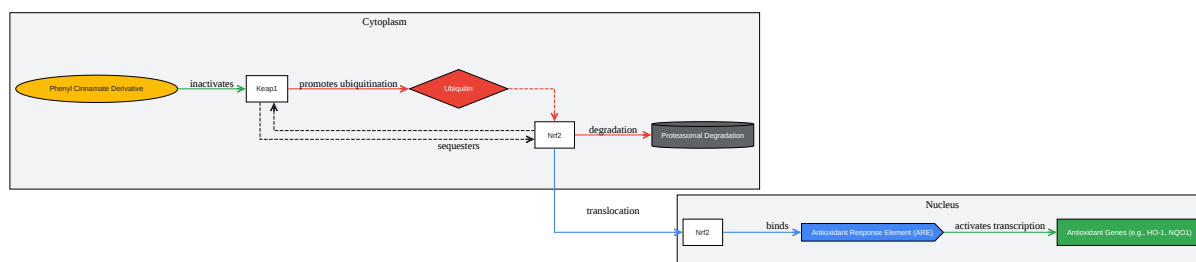 Cytoplasm
Phenyl Cinnamate Derivative
inactivates
Keap1
promotes ubiquitination
Ubiquitin
Nrf2
degradation
Proteasomal Degradation
sequesters
translocation
Nucleus
Nrf2
binds
Antioxidant Response Element (ARE)
activates transcription
Antioxidant Genes (e.g., HO-1, NQO1)